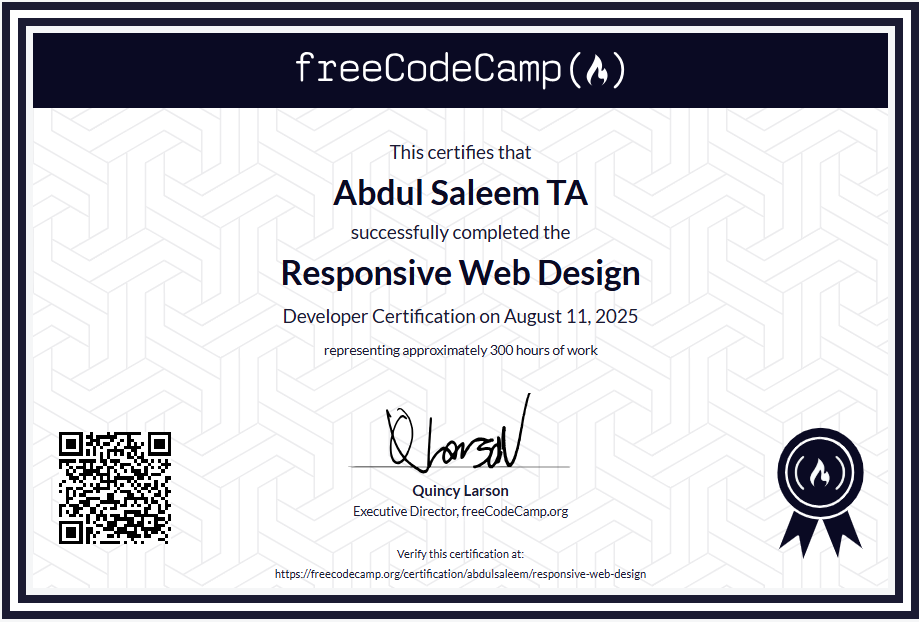 freeCodeCamp
This certifies that
Abdul Saleem TA
successfully completed the
Responsive Web Design
Developer Certification on August 11, 2025
representing approximately 300 hours of work
QLarson
Quincy Larson
Executive Director, freeCodeCamp.org
Verify this certification at:
https://freecodecamp.org/certification/abdulsaleem/responsive-web-design